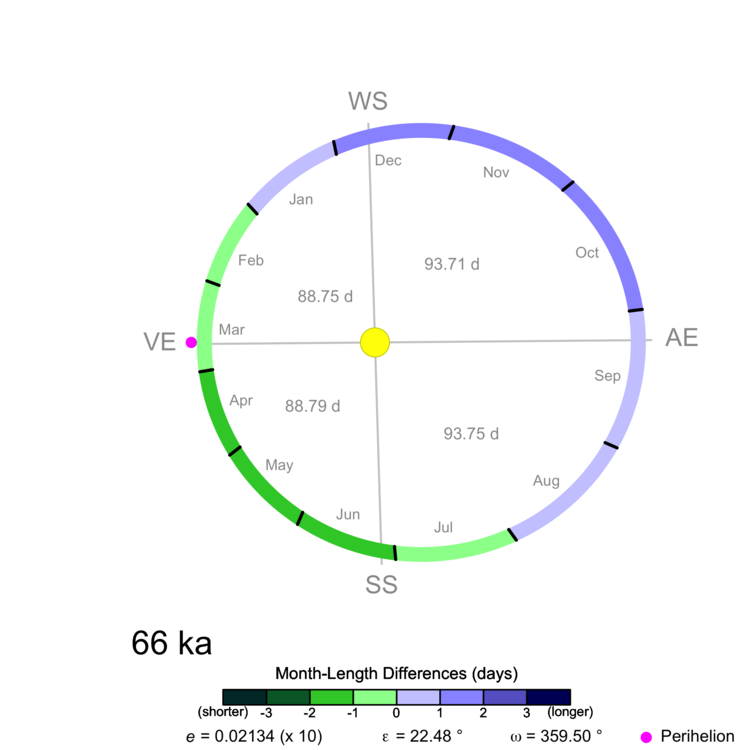 WS
Dec
Nov
Jan
Oct
Feb
93.71 d
88.75 d
Mar
VE
AE
Sep
Apr
88.79 d
93.75 d
May
Aug
Jun
Jul
SS
66 ka
Month-Length Differences (days)
(shorter) -3 -2 -1 0 1 2 3 (longer)
e = 0.02134 (x 10) ε = 22.48 ° ω = 359.50 ° Perihelion